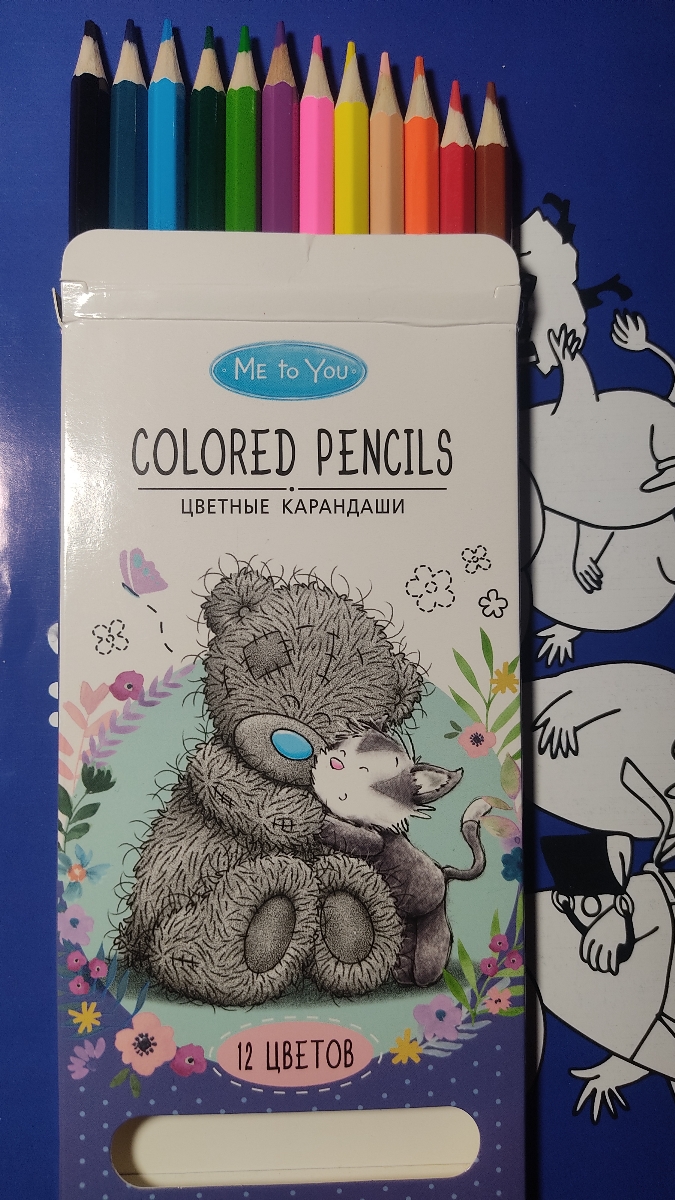 ME to YOU
COLORED PENCILS
ЦВЕТНЫЕ КАРАНДАШИ
12 ЦВЕТОВ